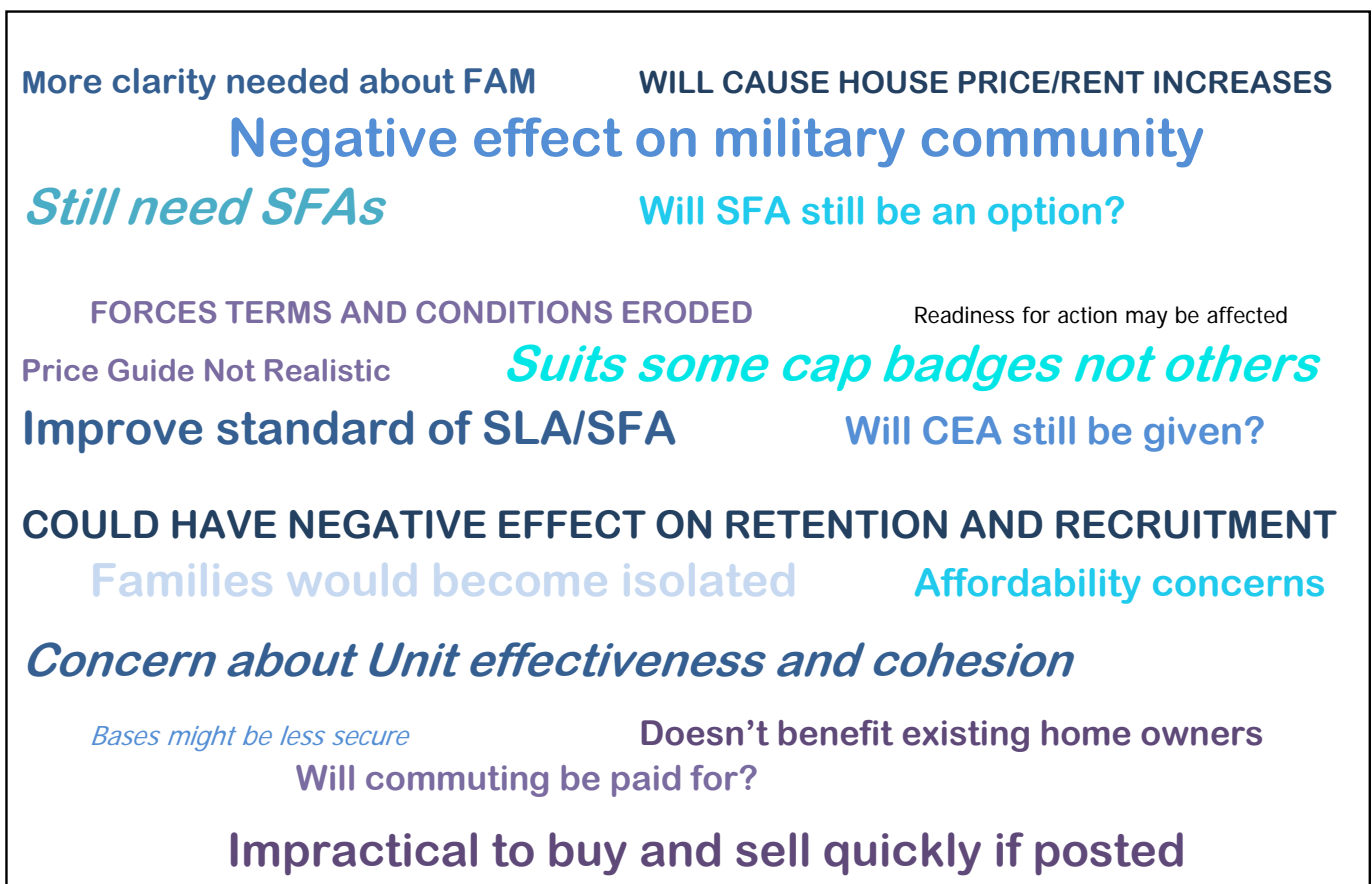 More clarity needed about FAM WILL CAUSE HOUSE PRICE/RENT INCREASES
Negative effect on military community
Still need SFAs Will SFA still be an option?
FORCES TERMS AND CONDITIONS ERODED Readiness for action may be affected
Price Guide Not Realistic Suits some cap badges not others
Improve standard of SLA/SFA Will CEA still be given?
COULD HAVE NEGATIVE EFFECT ON RETENTION AND RECRUITMENT
Families would become isolated Affordability concerns
Concern about Unit effectiveness and cohesion
Bases might be less secure Doesn’t benefit existing home owners
Will commuting be paid for?
Impractical to buy and sell quickly if posted